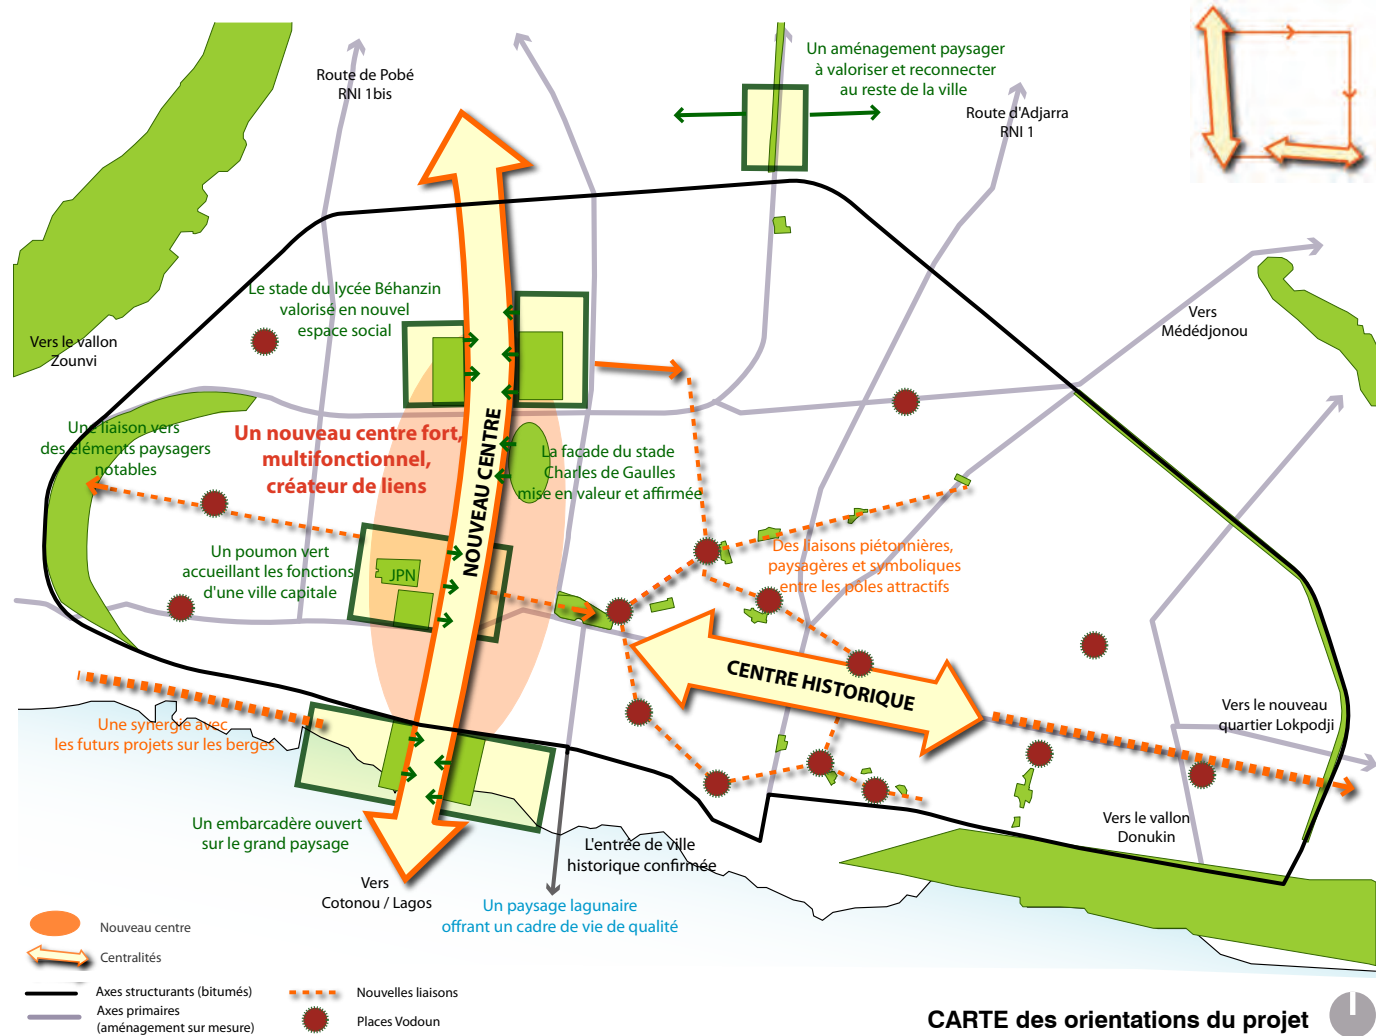 Un aménagement paysager
à valoriser et reconnecter
au reste de la ville
Route de Pobé
RNI 1bis
Route d'Adjarra
RNI 1
Le stade du lycée Béhanzin
valorisé en nouvel
espace social
Vers
Médédjonou
Vers le vallon
Zounvi
Une liaison vers
des éléments paysagers
notables
Un nouveau centre fort,
multifonctionnel,
créateur de liens
NOUVEAU CENTRE
La facade du stade
Charles de Gaulles
mise en valeur et affirmée
Un poumon vert
accueillant les fonctions
d'une ville capitale
JPN
Des liaisons piétonnières,
paysagères et symboliques
entre les pôles attractifs
CENTRE HISTORIQUE
Vers le nouveau
quartier Lokpodji
Une synergie avec
les futurs projets sur les berges
Un embarcadère ouvert
sur le grand paysage
Vers le vallon
Donukin
L'entrée de ville
historique confirmée
Vers
Cotonou / Lagos
Un paysage lagunaire
offrant un cadre de vie de qualité
Nouveau centre
Centralités
Axes structurants (bitumés)
Axes primaires
(aménagement sur mesure)
Nouvelles liaisons
Places Vodoun
CARTE des orientations du projet